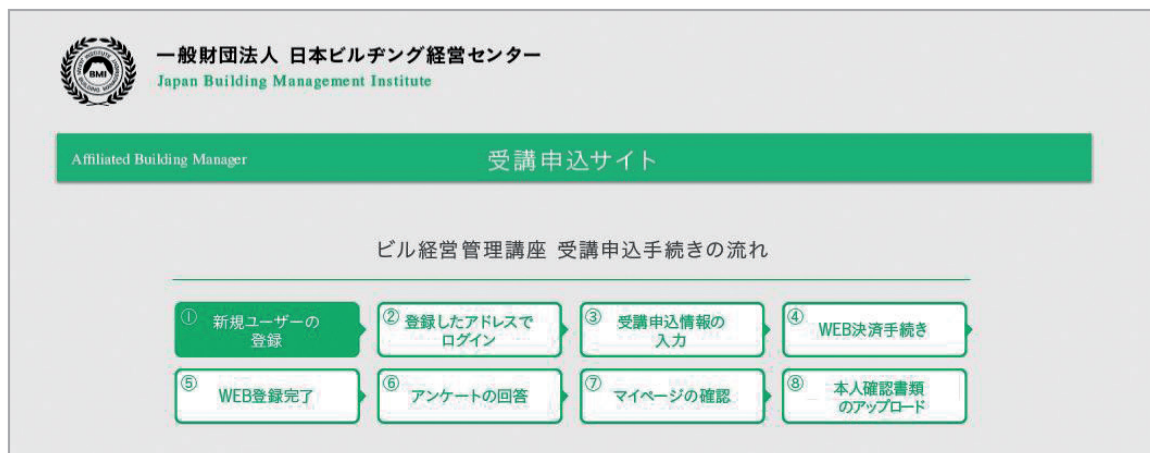 一般財団法人 日本ビルヂング経営センター
Japan Building Management Institute
BMI
Affiliated Building Manager
受講申込サイト
ビル経営管理講座 受講申込手続きの流れ
① 新規ユーザーの
登録
② 登録したアドレスで
ログイン
③ 受講申込情報の
入力
④ WEB決済手続き
⑤ WEB登録完了
⑥ アンケートの回答
⑦ マイページの確認
⑧ 本人確認書類
のアップロード